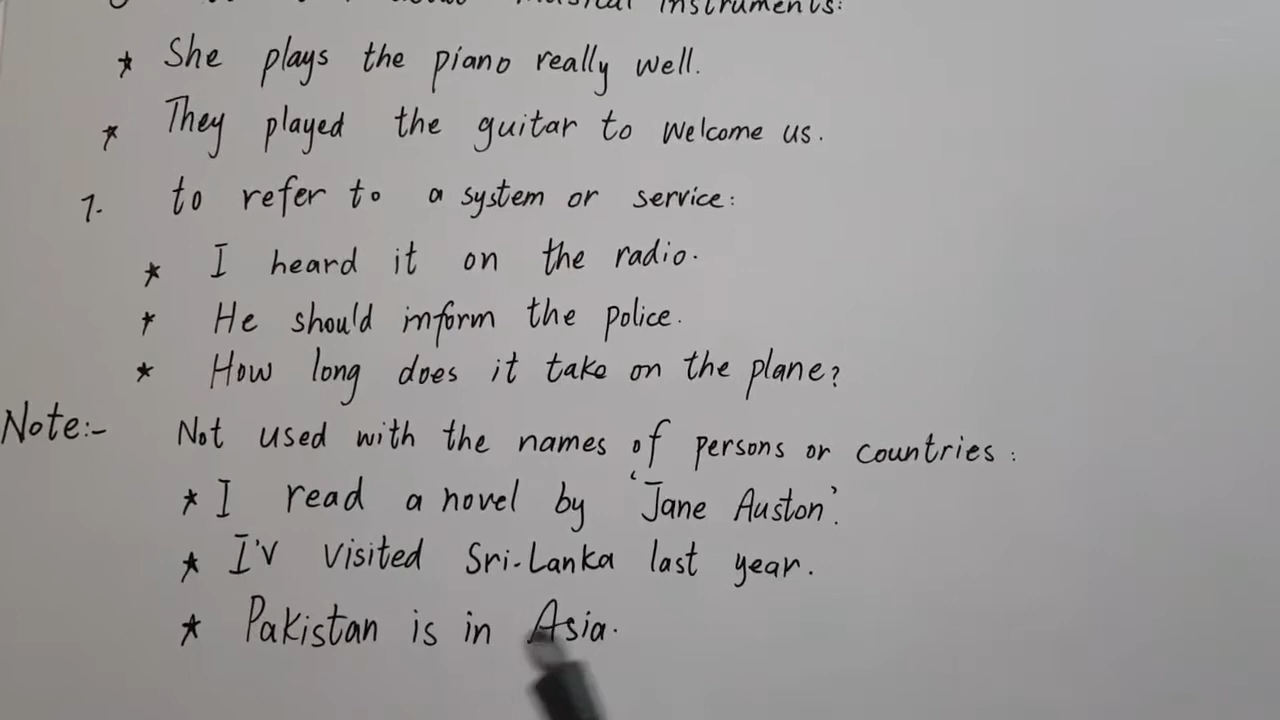 musical instruments:
* She plays the piano really well.
* They played the guitar to welcome us.
7. to refer to a system or service:
* I heard it on the radio.
* He should inform the police.
* How long does it take on the plane?
Note:- Not used with the names of persons or countries:
* I read a novel by 'Jane Auston'.
* I'v visited Sri-Lanka last year.
* Pakistan is in Asia.